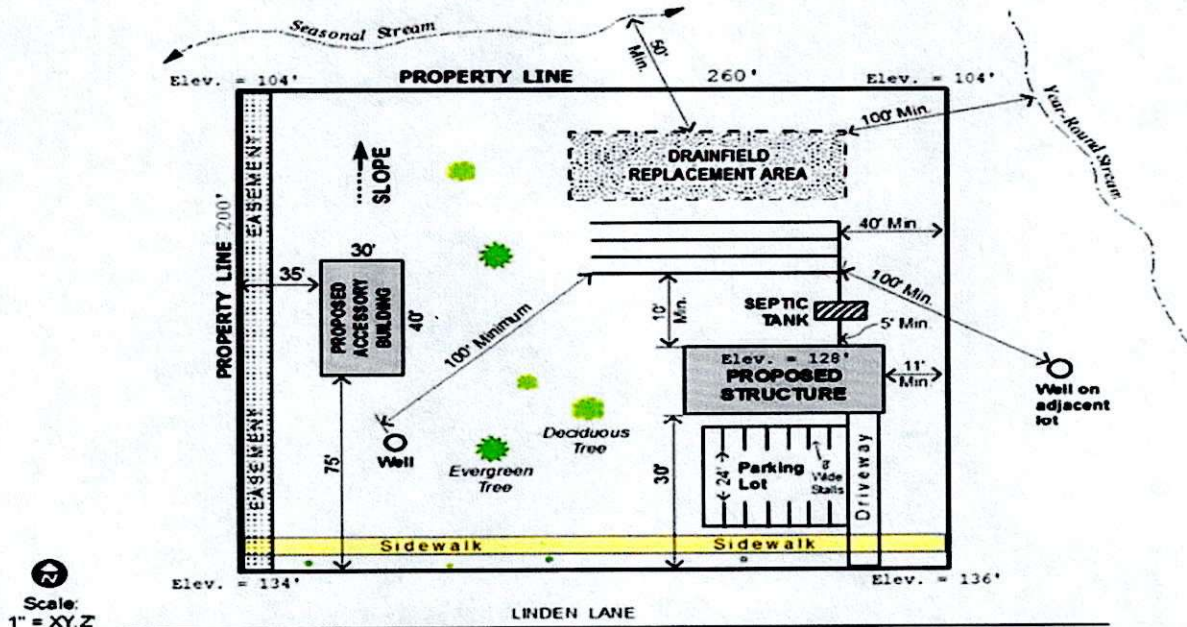 Seasonal Stream
50' Min.
Elev. = 104'
PROPERTY LINE 260'
Elev. = 104'
Year-Round Stream
100' Min.
EASEMENT
SLOPE
DRAINFIELD
REPLACEMENT AREA
PROPERTY LINE 200'
30'
40' Min
35'
PROPOSED
ACCESSORY
BUILDING
40'
100' Minimum
10'
Min.
SEPTIC
TANK
100' Min.
5' Min.
Elev. = 128'
PROPOSED
STRUCTURE
11'
Min.
Well on
adjacent
lot
EASEMENT
75'
Well
Deciduous
Tree
Evergreen
Tree
30'
24'
Parking
Lot
8'
Wide
Stalls
Driveway
Sidewalk
Sidewalk
Elev. = 134'
Elev. = 136'
N
Scale:
1" = XY.Z'
LINDEN LANE